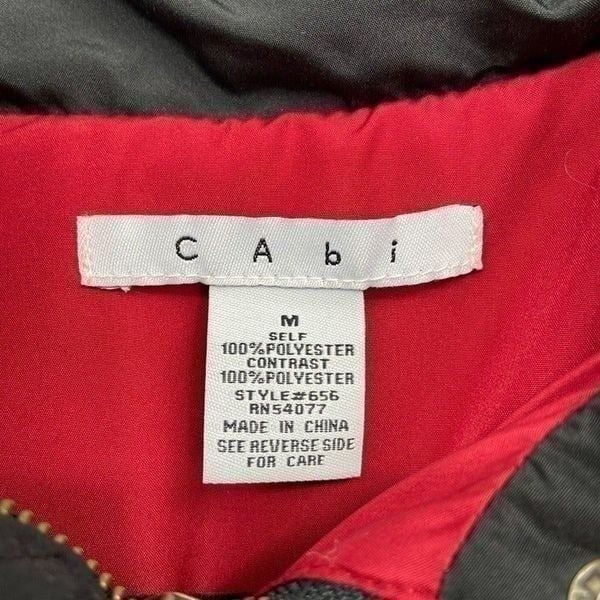 CAbi
M
SELF
100%POLYESTER
CONTRAST
100%POLYESTER
STYLE#656
RN54077
MADE IN CHINA
SEE REVERSE SIDE
FOR CARE